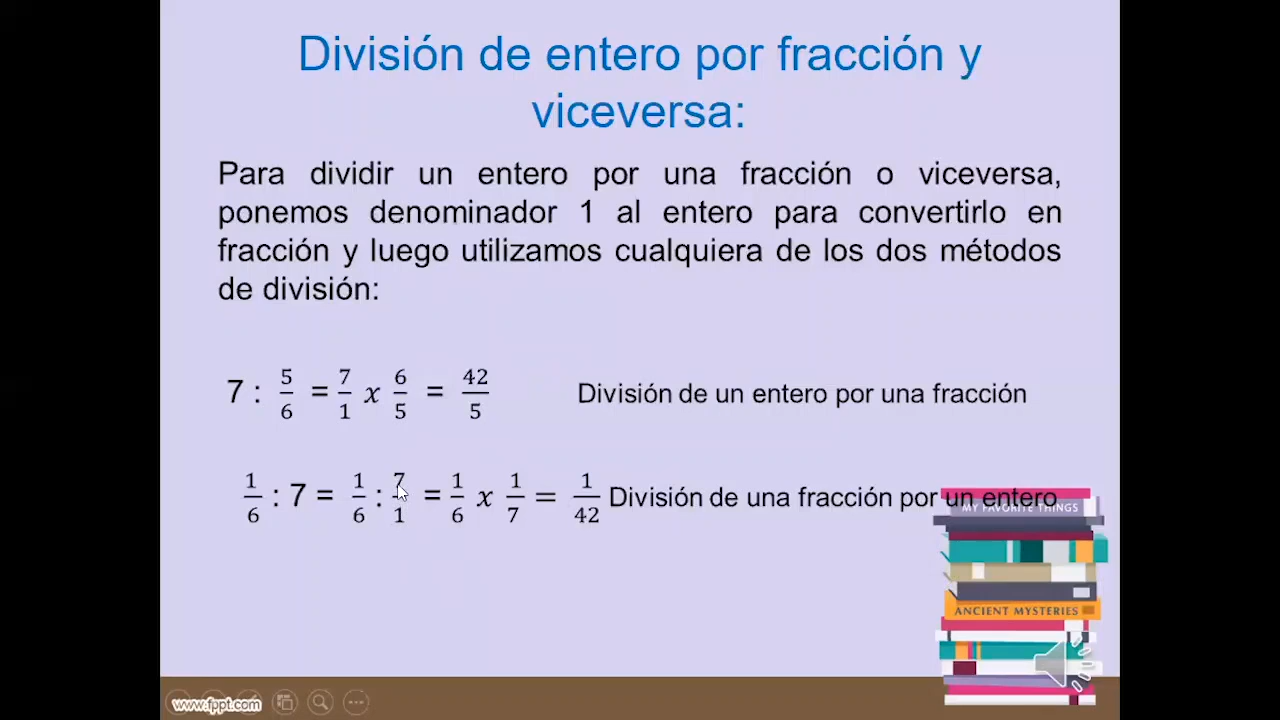 División de entero por fracción y
viceversa:
Para dividir un entero por una fracción o viceversa,
ponemos denominador 1 al entero para convertirlo en
fracción y luego utilizamos cualquiera de los dos métodos
de división:
7 : 5/6 = 7/1 x 6/5 = 42/5 División de un entero por una fracción
1/6 : 7 = 1/6 : 7/1 = 1/6 x 1/7 = 1/42 División de una fracción por un entero
MY FAVORITE THINGS
ANCIENT MYSTERIES
www.fppt.com